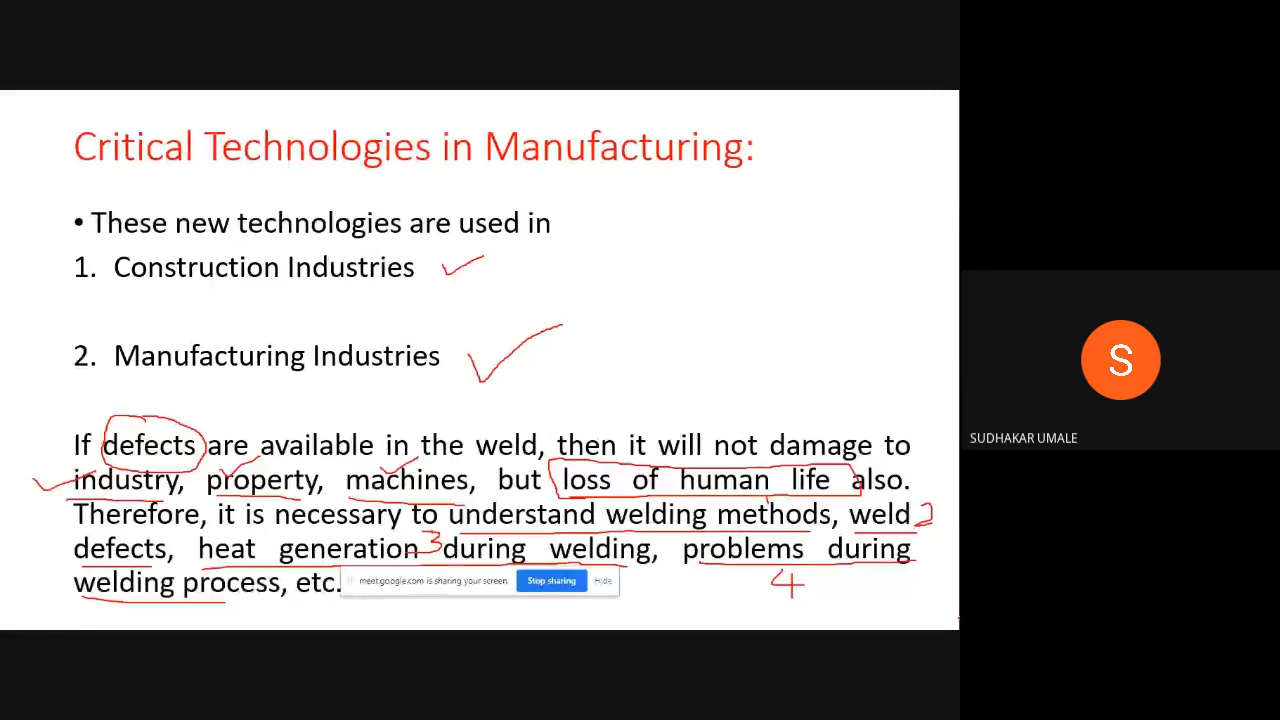 Critical Technologies in Manufacturing:
• These new technologies are used in
1. Construction Industries
2. Manufacturing Industries
If defects are available in the weld, then it will not damage to
industry, property, machines, but loss of human life also.
Therefore, it is necessary to understand welding methods, weld 2
defects, heat generation 3 during welding, problems during
welding process, etc.
4
meet.google.com is sharing your screen. Stop sharing Hide
S
SUDHAKAR UMALE